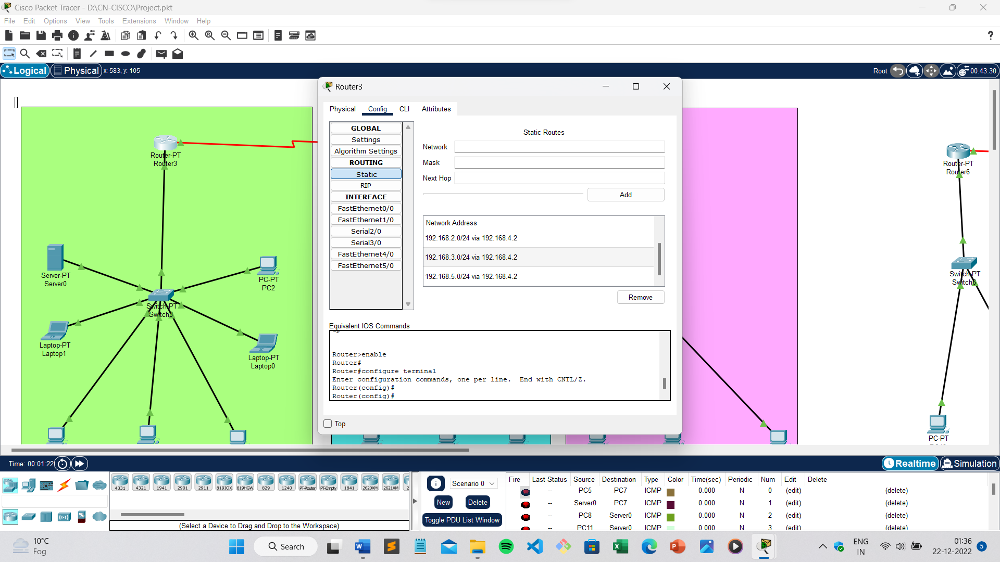 Cisco Packet Tracer - D:\CN-CISCO\Project.pkt
File Edit Options View Tools Extensions Window Help
?
Logical Physical x: 583, y: 105
Root 00:43:30
Router3
Physical Config CLI Attributes
GLOBAL
Settings
Algorithm Settings
ROUTING
Static
RIP
INTERFACE
FastEthernet0/0
FastEthernet1/0
Serial2/0
Serial3/0
FastEthernet4/0
FastEthernet5/0
Static Routes
Network
Mask
Next Hop
Add
Network Address
192.168.2.0/24 via 192.168.4.2
192.168.3.0/24 via 192.168.4.2
192.168.5.0/24 via 192.168.4.2
Remove
Equivalent IOS Commands
Router>enable
Router#
Router#configure terminal
Enter configuration commands, one per line. End with CNTL/Z.
Router(config)#
Router(config)#
Top
Router-PT
Router3
Server-PT
Server0
PC-PT
PC2
Switch-PT
Switch3
Laptop-PT
Laptop1
Laptop-PT
Laptop0
Router-PT
Router6
Switch-PT
Switch6
PC-PT
Time: 00:01:22
Realtime Simulation
4331 4321 1941 2901 2911 819IOX 819HGW 829 1240 PT-Router PT-Empty 1841 2620XM 2621XM
(Select a Device to Drag and Drop to the Workspace)
Scenario 0
New Delete
Toggle PDU List Window
Fire Last Status Source Destination Type Color Time(sec) Periodic Num Edit Delete
-- PC5 PC7 ICMP 0.000 N 0 (edit) (delete)
-- Server0 PC7 ICMP 0.000 N 1 (edit) (delete)
-- PC8 Server0 ICMP 0.000 N 2 (edit) (delete)
-- PC11 Server0 ICMP 0.000 N 3 (edit) (delete)
10°C
Fog
Search
ENG
IN
01:36
22-12-2022
5